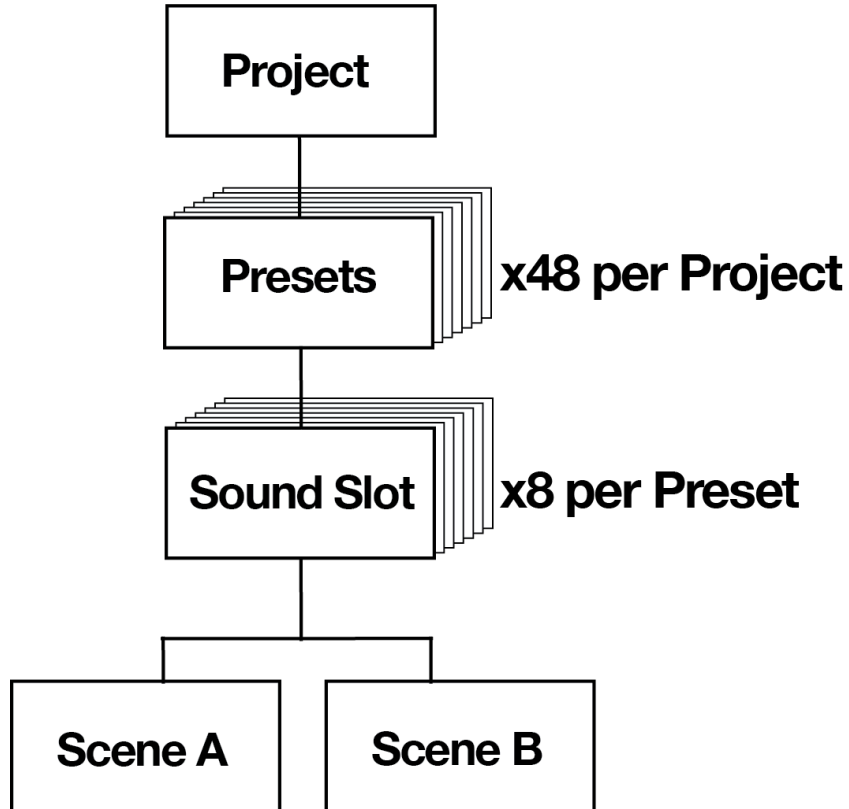 Project
Presets
x48 per Project
Sound Slot
x8 per Preset
Scene A
Scene B